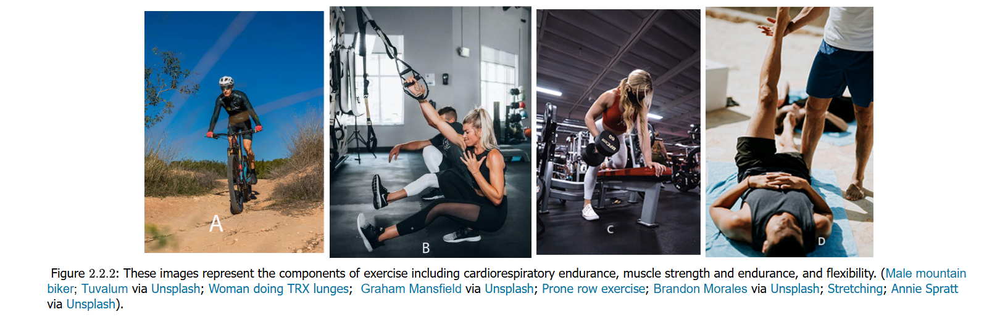 A
B
C
D
60
Figure 2.2.2: These images represent the components of exercise including cardiorespiratory endurance, muscle strength and endurance, and flexibility. (Male mountain
biker; Tuvalum via Unsplash; Woman doing TRX lunges;  Graham Mansfield via Unsplash; Prone row exercise; Brandon Morales via Unsplash; Stretching; Annie Spratt
via Unsplash).